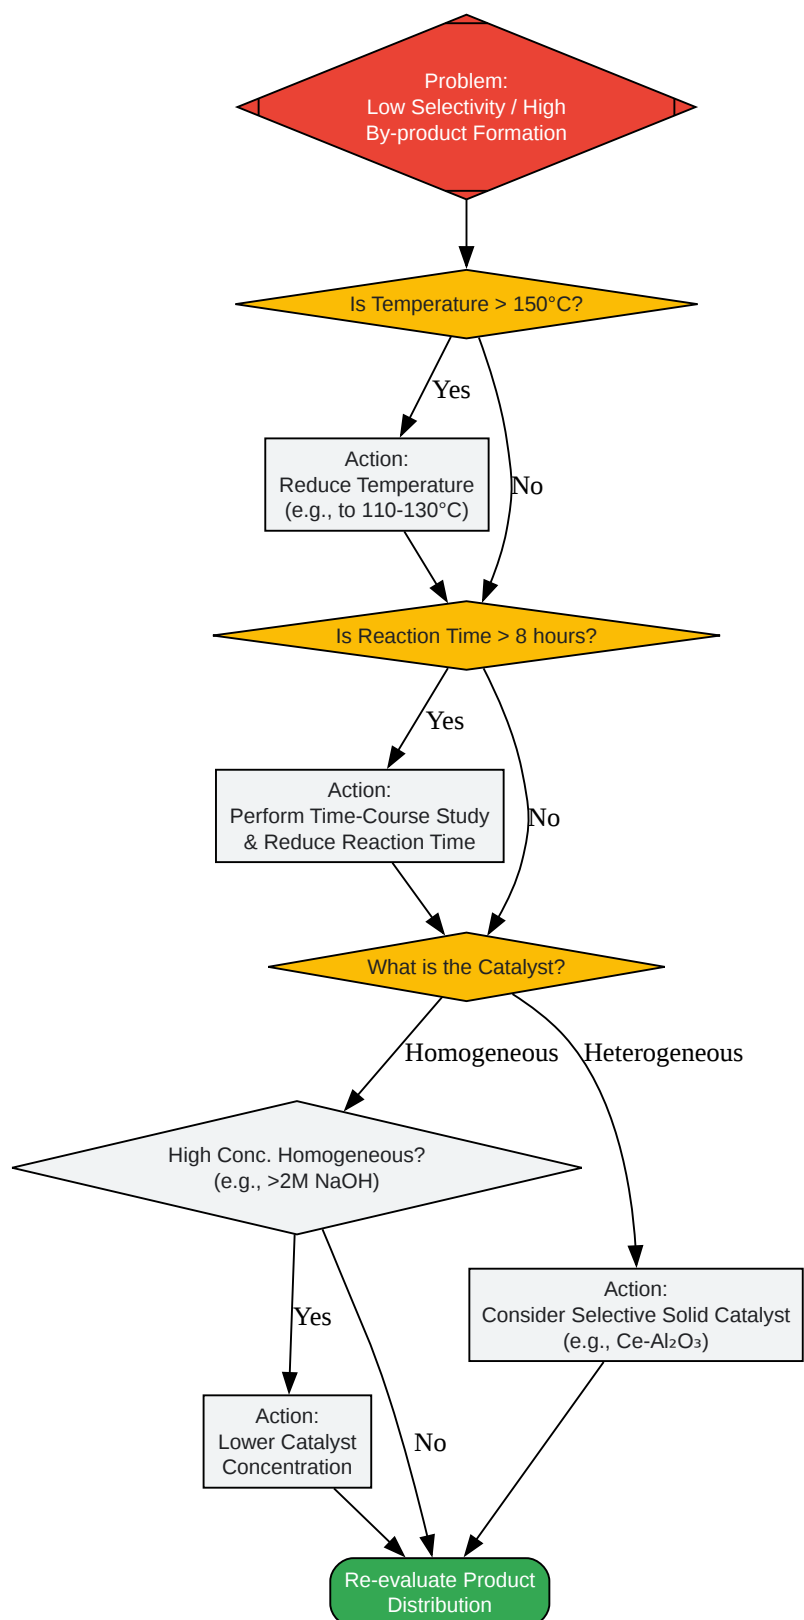 Problem:
Low Selectivity / High
By-product Formation
Is Temperature > 150°C?
Yes
Action:
Reduce Temperature
(e.g., to 110-130°C)
No
Is Reaction Time > 8 hours?
Yes
Action:
Perform Time-Course Study
& Reduce Reaction Time
No
What is the Catalyst?
Homogeneous
Heterogeneous
High Conc. Homogeneous?
(e.g., >2M NaOH)
Action:
Consider Selective Solid Catalyst
(e.g., Ce-Al₂O₃)
Yes
Action:
Lower Catalyst
Concentration
No
Re-evaluate Product
Distribution